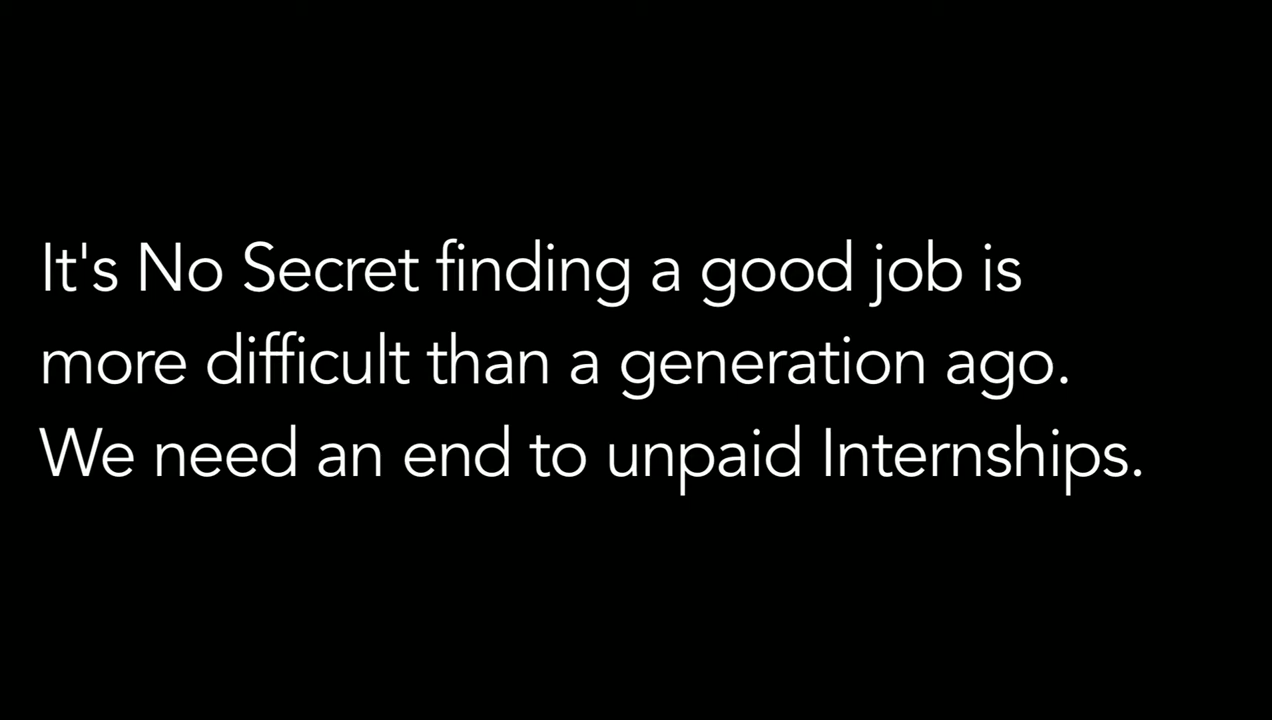 It's No Secret finding a good job is
more difficult than a generation ago.
We need an end to unpaid Internships.